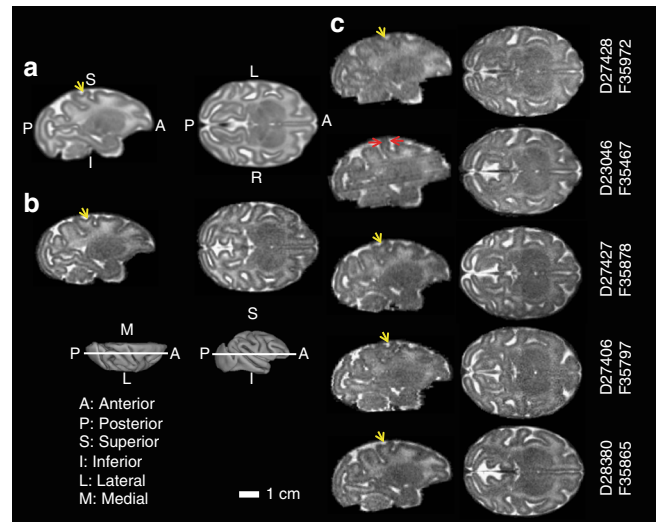 a
S
P
A
I
L
P
A
R
b
M
P
A
L
S
P
A
I
A: Anterior
P: Posterior
S: Superior
I: Inferior
L: Lateral
M: Medial
1 cm
c
D27428
F35972
D23046
F35467
D27427
F35878
D27406
F35797
D28380
F35865